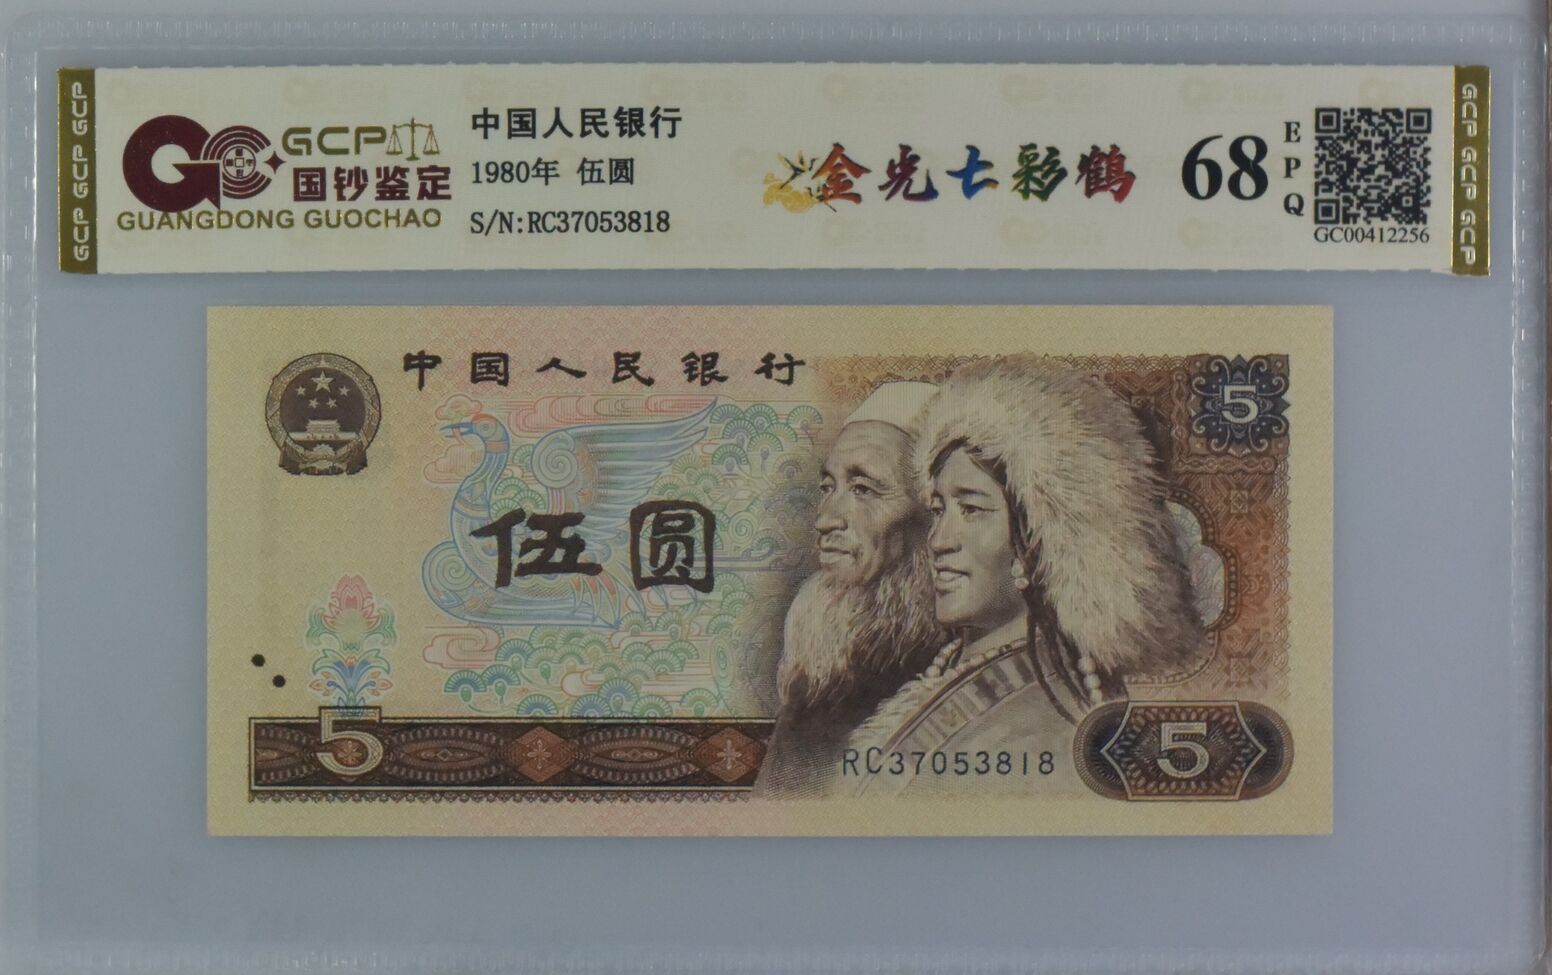 GCP GCP GCP
GCP
国钞鉴定
GUANGDONG GUOCHAO
中国人民银行
1980年 伍圆
S/N:RC37053818
金光七彩鹤
68
EPQ
GC00412256
GCP GCP GCP
中国人民银行
5
伍圆
5
RC37053818
5